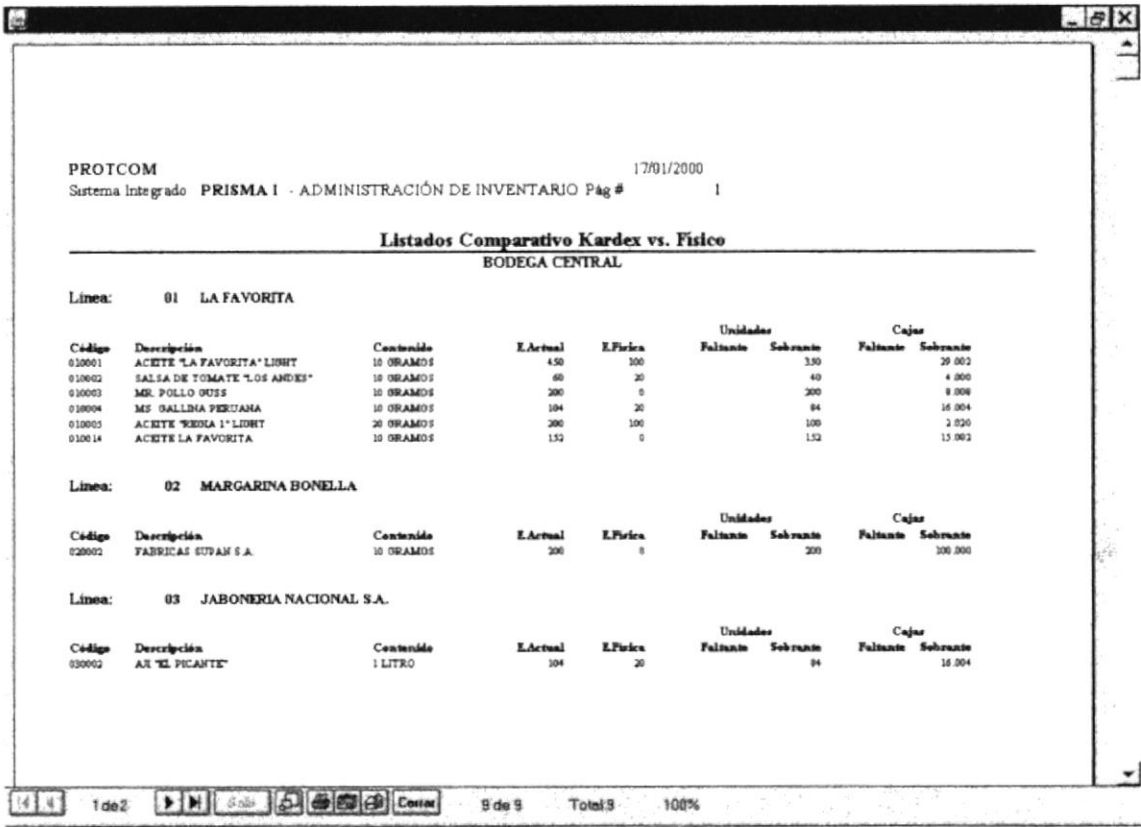 PROTCOM 17/01/2000
Sistema Integrado PRISMA 1 - ADMINISTRACIÓN DE INVENTARIO Pág # 1
Listados Comparativo Kardex vs. Fisico
BODEGA CENTRAL
Línea: 01 LA FAVORITA
Unidades Cajas
Código Descripción Contenido E.Actual E.Fisica Faltante Sobrante Faltante Sobrante
010001 ACEITE "LA FAVORITA" LIGHT 10 GRAMOS 450 100 350 29.002
010002 SALSA DE TOMATE "LOS ANDES" 10 GRAMOS 60 20 40 4.000
010003 MR. POLLO GUSS 10 GRAMOS 200 0 200 8.008
010004 MS GALLINA PERUANA 10 GRAMOS 104 20 84 16.004
010005 ACEITE "REGIA 1" LIGHT 20 GRAMOS 200 100 100 2.020
010014 ACEITE LA FAVORITA 10 GRAMOS 152 0 152 15.002
Línea: 02 MARGARINA BONELLA
Unidades Cajas
Código Descripción Contenido E.Actual E.Fisica Faltante Sobrante Faltante Sobrante
020002 FABRICAS SUPAN S.A. 10 GRAMOS 200 0 200 100.000
Línea: 03 JABONERIA NACIONAL S.A.
Unidades Cajas
Código Descripción Contenido E.Actual E.Fisica Faltante Sobrante Faltante Sobrante
030002 AJI "EL PICANTE" 1 LITRO 104 20 84 16.004
1 de 2 Cerrar 9 de 9 Total:9 100%